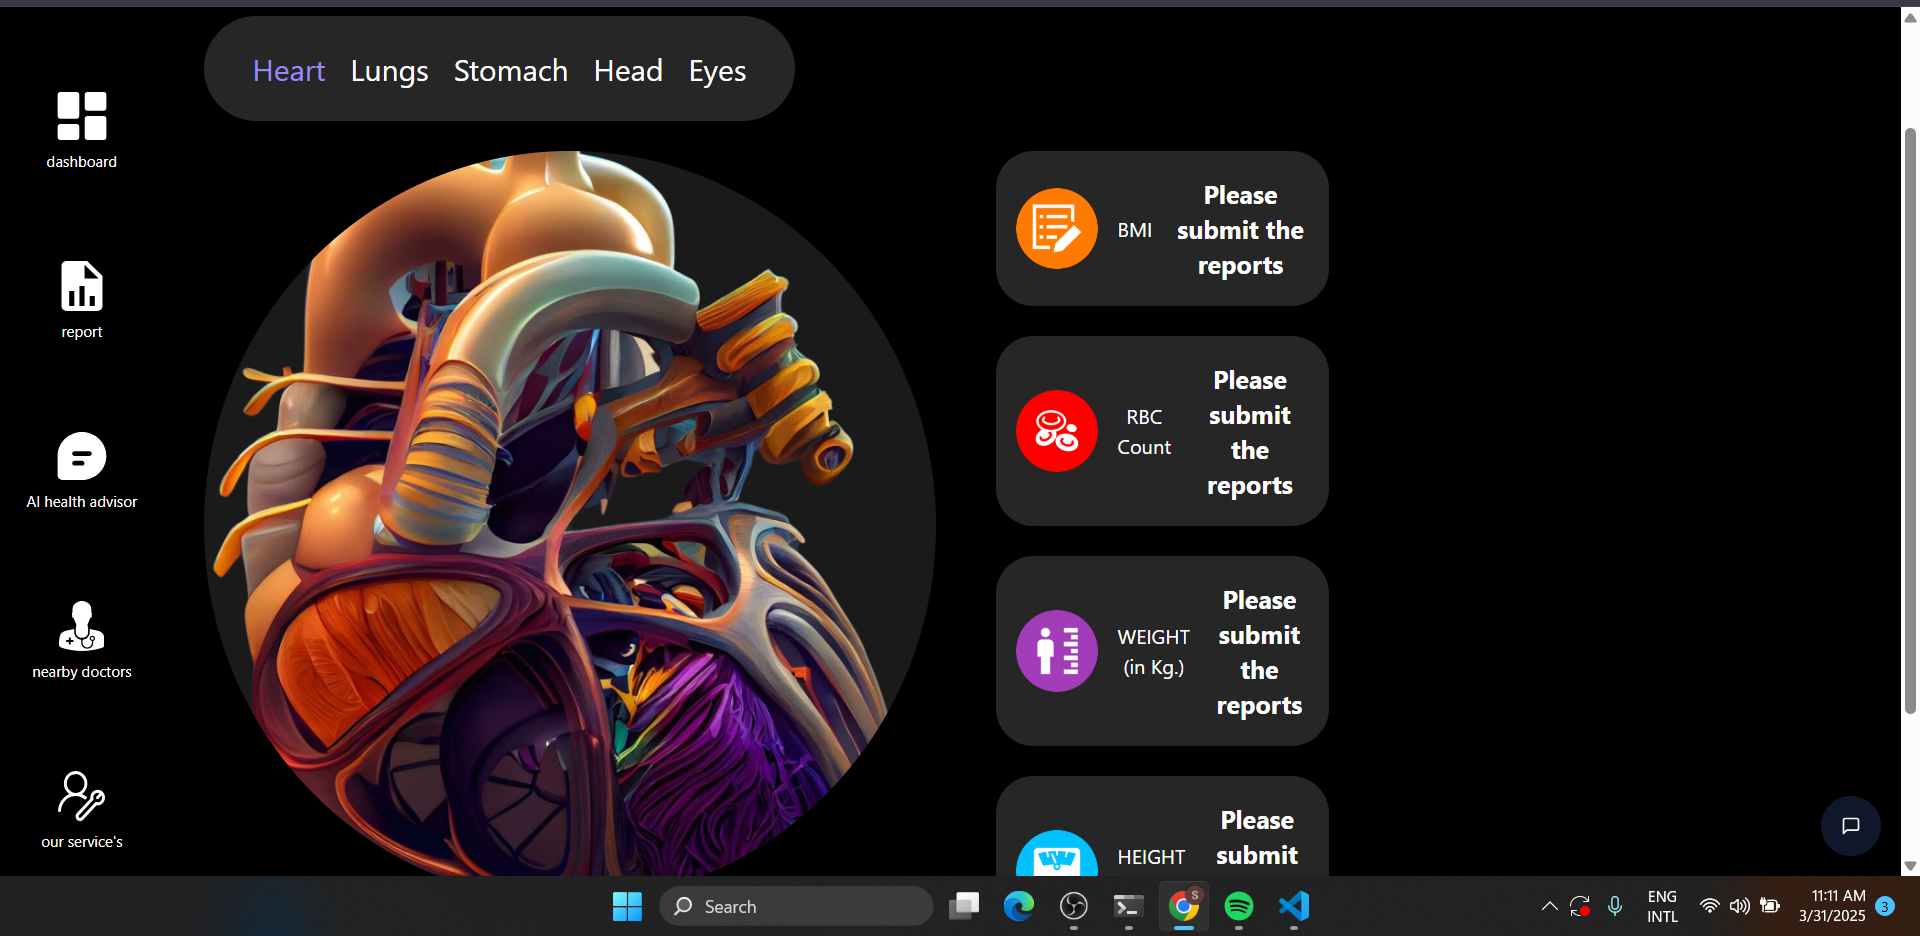 Heart Lungs Stomach Head Eyes
dashboard
report
AI health advisor
nearby doctors
our service's
BMI
Please
submit the
reports
RBC
Count
Please
submit
the
reports
WEIGHT
(in Kg.)
Please
submit
the
reports
HEIGHT
Please
submit
Search
S
ENG
INTL
11:11 AM
3/31/2025
3